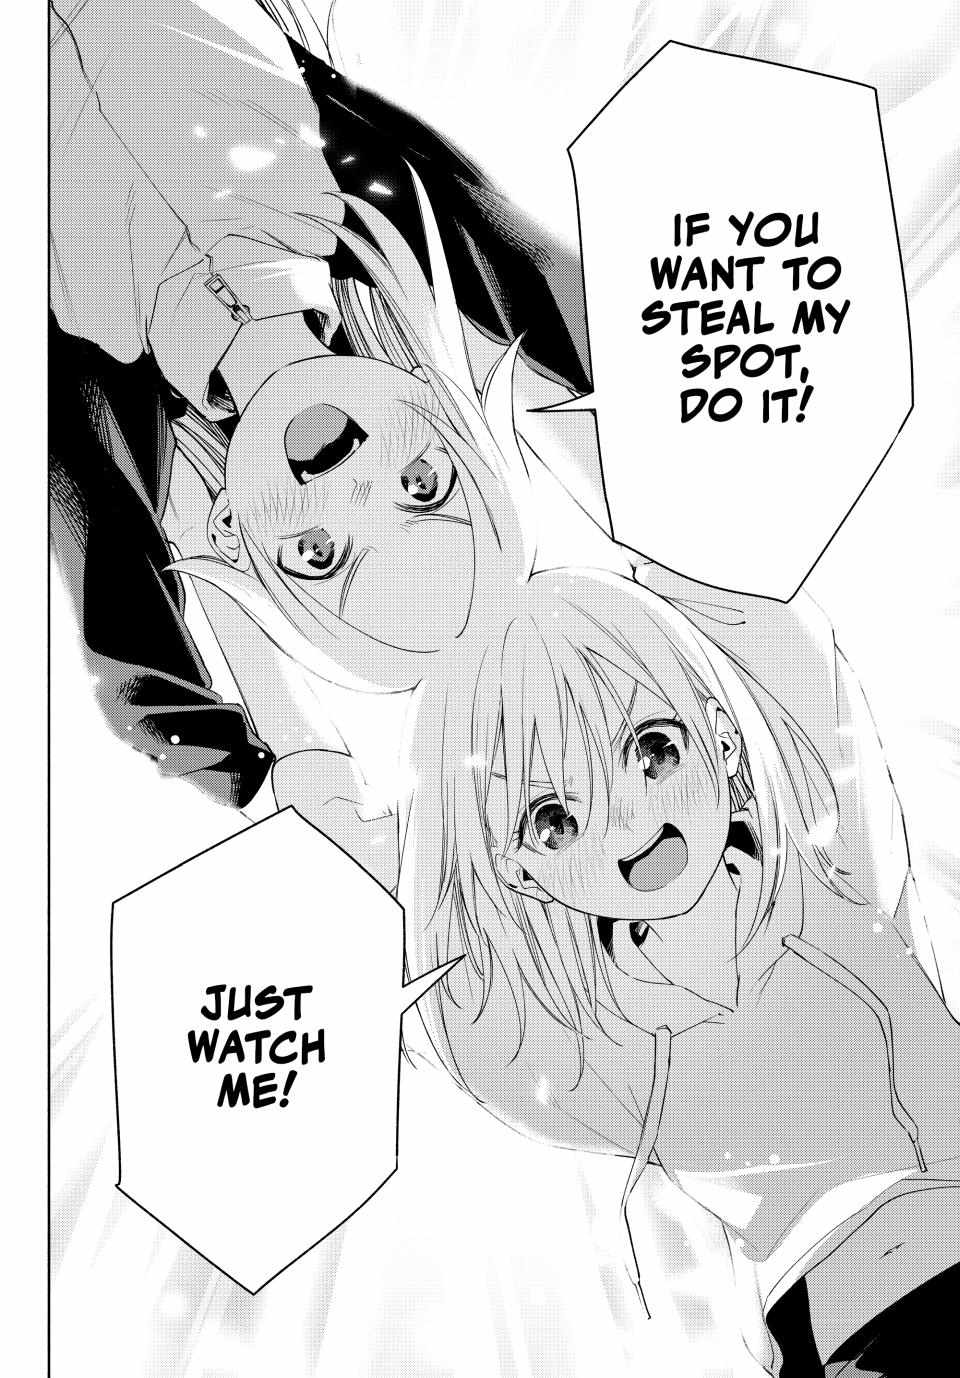 IF YOU
WANT TO
STEAL MY
SPOT,
DO IT!
JUST
WATCH
ME!